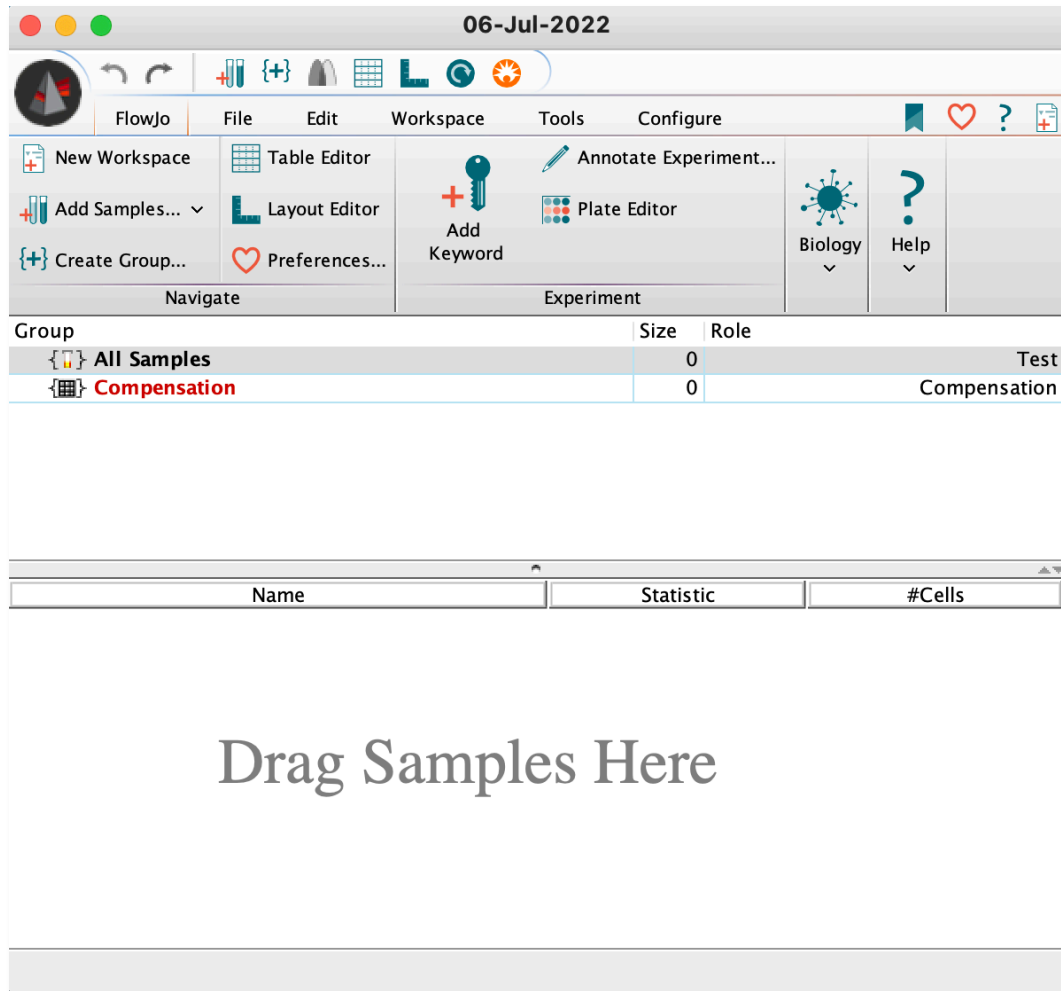 06-Jul-2022
FlowJo File Edit Workspace Tools Configure
New Workspace Table Editor Annotate Experiment...
Add Samples... Layout Editor Add Keyword Plate Editor Biology Help
Create Group... Preferences...
Navigate Experiment
Group Size Role
All Samples 0 Test
Compensation 0 Compensation
Name Statistic #Cells
Drag Samples Here